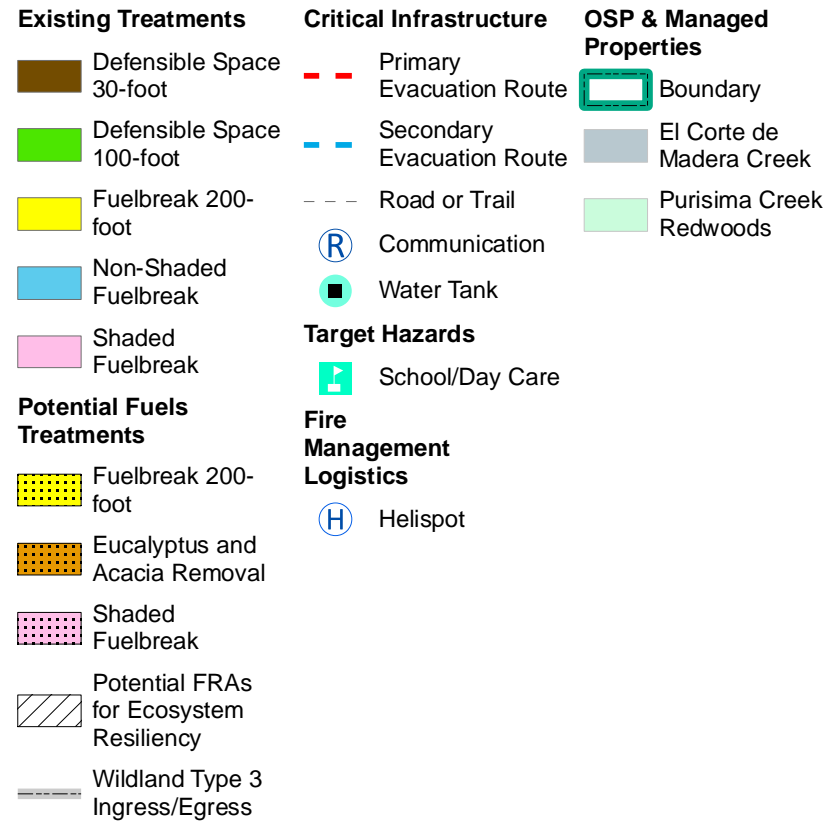 Existing Treatments
Defensible Space
30-foot
Defensible Space
100-foot
Fuelbreak 200-
foot
Non-Shaded
Fuelbreak
Shaded
Fuelbreak
Potential Fuels
Treatments
Fuelbreak 200-
foot
Eucalyptus and
Acacia Removal
Shaded
Fuelbreak
Potential FRAs
for Ecosystem
Resiliency
Wildland Type 3
Ingress/Egress
Critical Infrastructure
Primary
Evacuation Route
Secondary
Evacuation Route
Road or Trail
R Communication
Water Tank
Target Hazards
School/Day Care
Fire
Management
Logistics
H Helispot
OSP & Managed
Properties
Boundary
El Corte de
Madera Creek
Purisima Creek
Redwoods